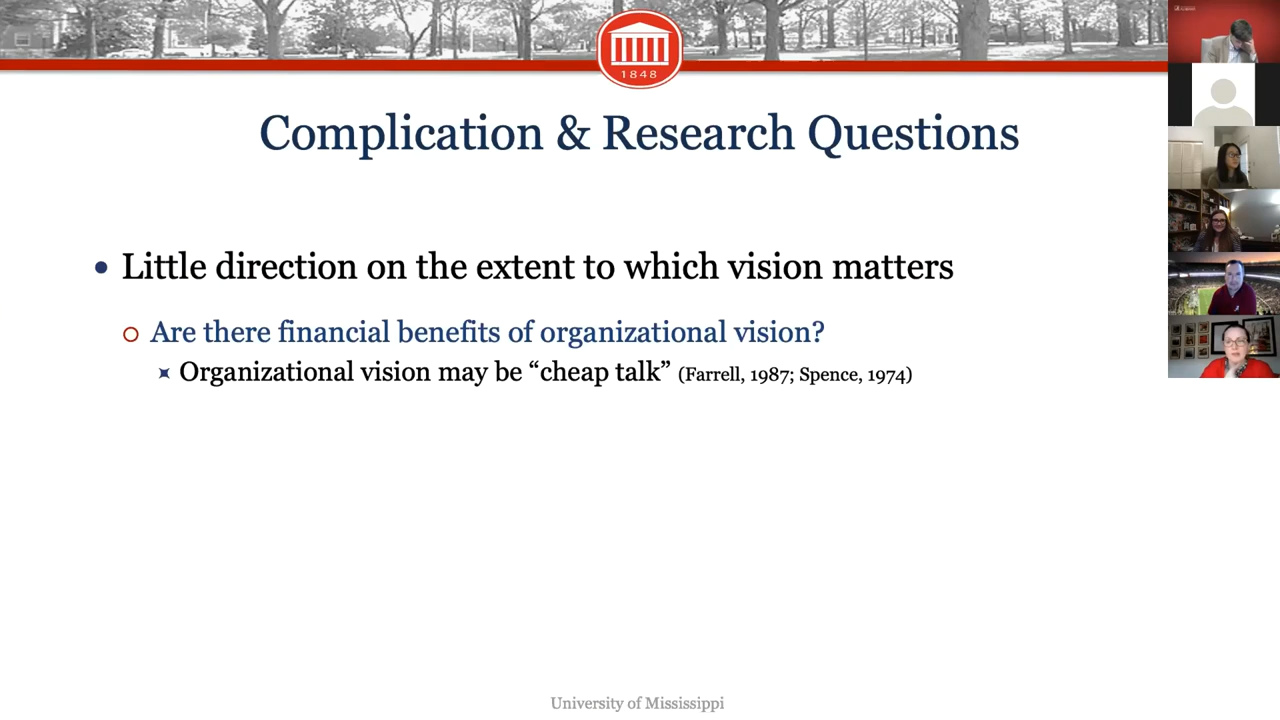 1848
Complication & Research Questions
• Little direction on the extent to which vision matters
Are there financial benefits of organizational vision?
Organizational vision may be “cheap talk” (Farrell, 1987; Spence, 1974)
University of Mississippi